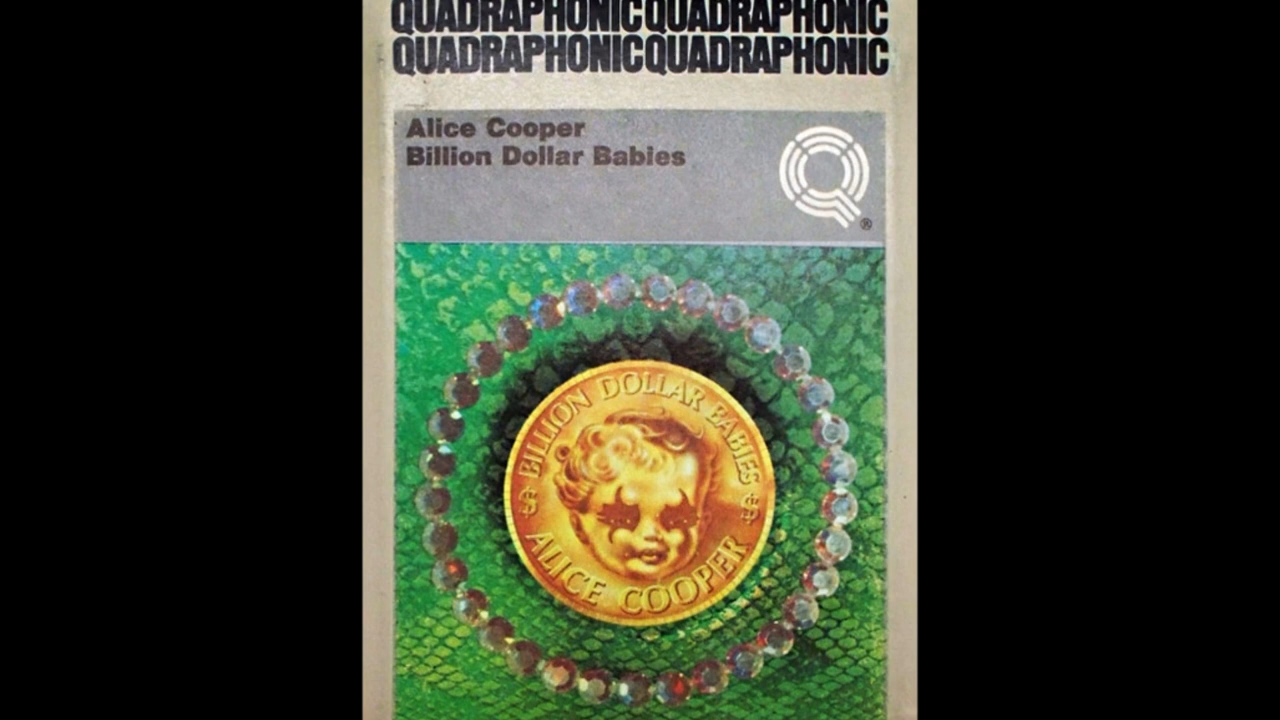 QUADRAPHONICQUADRAPHONIC
QUADRAPHONICQUADRAPHONIC
Alice Cooper
Billion Dollar Babies
Q
®
$ BILLION DOLLAR BABIES $
ALICE COOPER